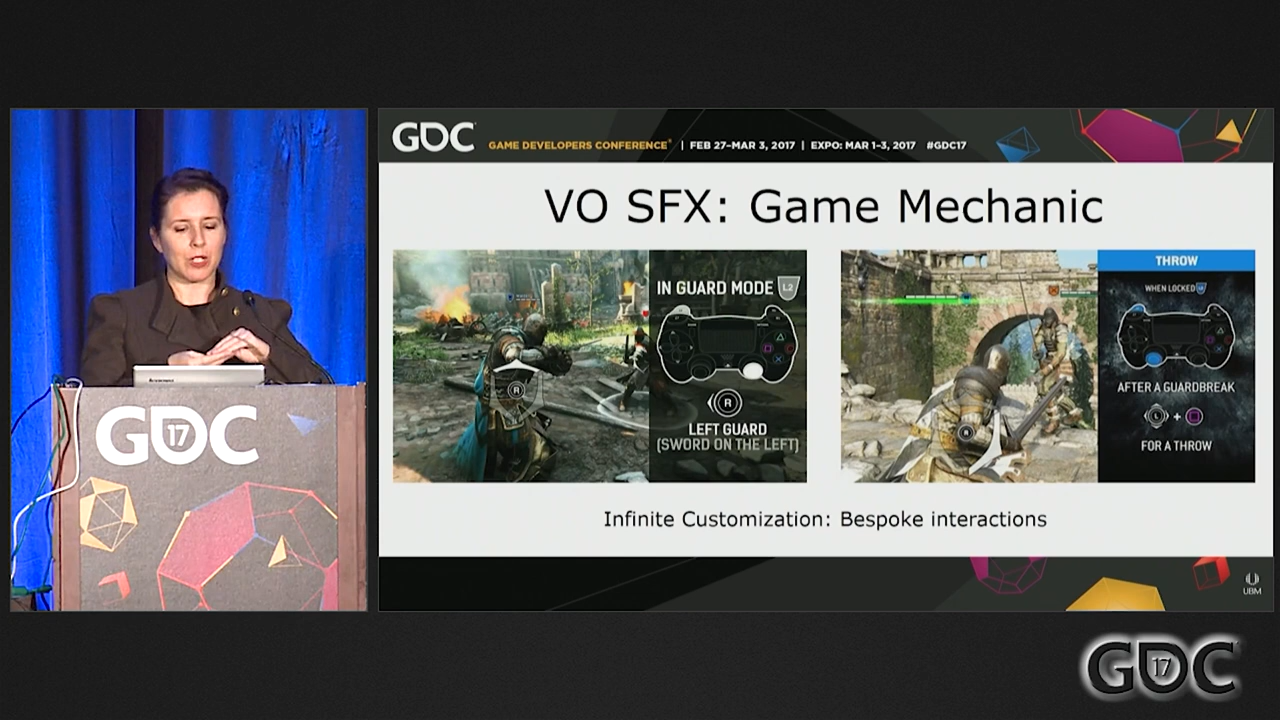 GDC
GAME DEVELOPERS CONFERENCE® | FEB 27–MAR 3, 2017 | EXPO: MAR 1–3, 2017 #GDC17
VO SFX: Game Mechanic
IN GUARD MODE L2
R
R
LEFT GUARD
(SWORD ON THE LEFT)
THROW
WHEN LOCKED
AFTER A GUARDBREAK
L +
FOR A THROW
R
Infinite Customization: Bespoke interactions
UBM
GDC
17
GDC
17